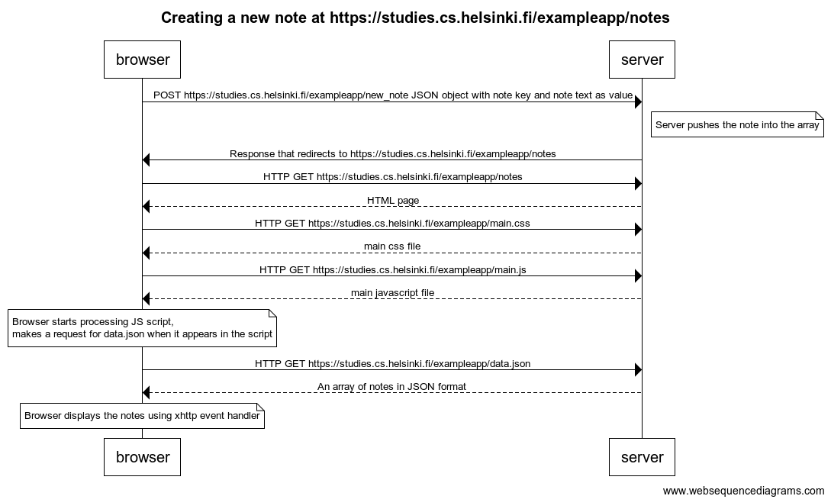 Creating a new note at https://studies.cs.helsinki.fi/exampleapp/notes
browser
server
POST https://studies.cs.helsinki.fi/exampleapp/new_note JSON object with note key and note text as value
Server pushes the note into the array
Response that redirects to https://studies.cs.helsinki.fi/exampleapp/notes
HTTP GET https://studies.cs.helsinki.fi/exampleapp/notes
HTML page
HTTP GET https://studies.cs.helsinki.fi/exampleapp/main.css
main css file
HTTP GET https://studies.cs.helsinki.fi/exampleapp/main.js
main javascript file
Browser starts processing JS script,
makes a request for data.json when it appears in the script
HTTP GET https://studies.cs.helsinki.fi/exampleapp/data.json
An array of notes in JSON format
Browser displays the notes using xhttp event handler
browser
server
www.websequencediagrams.com